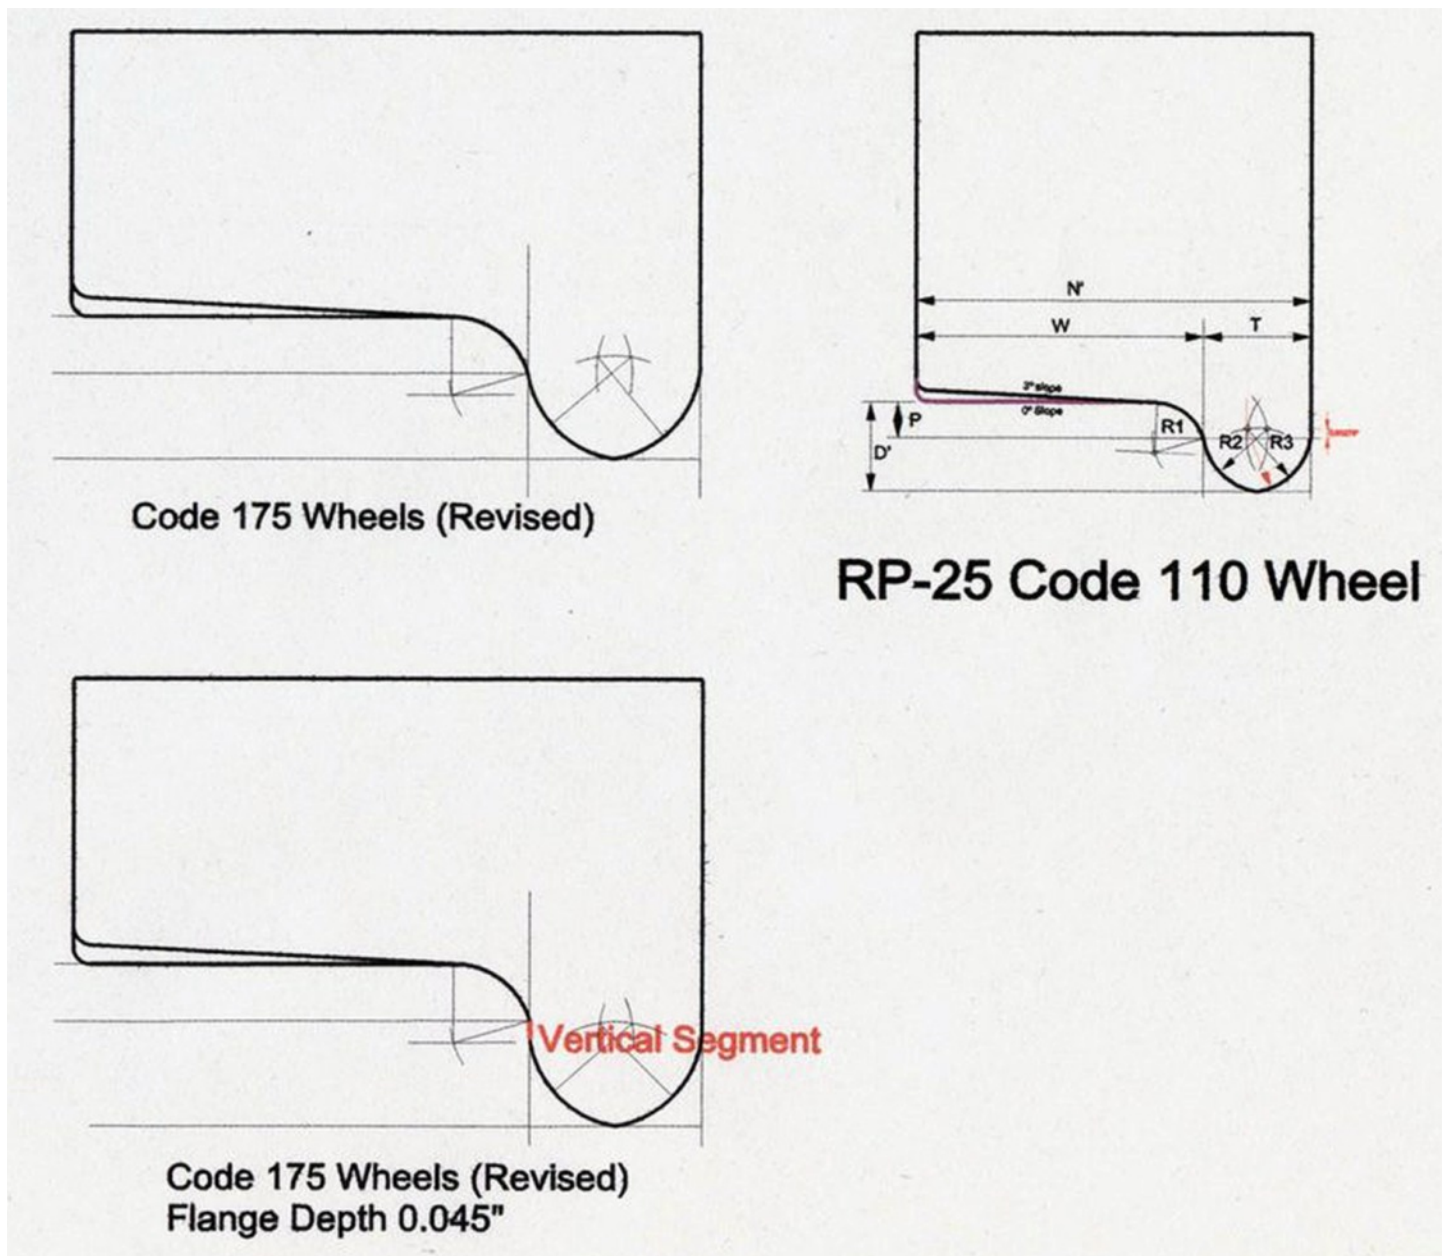 Code 175 Wheels (Revised)
N'
W
T
3° slope
0° Slope
P
D'
R1
R2
R3
RP-25 Code 110 Wheel
Vertical Segment
Code 175 Wheels (Revised)
Flange Depth 0.045"